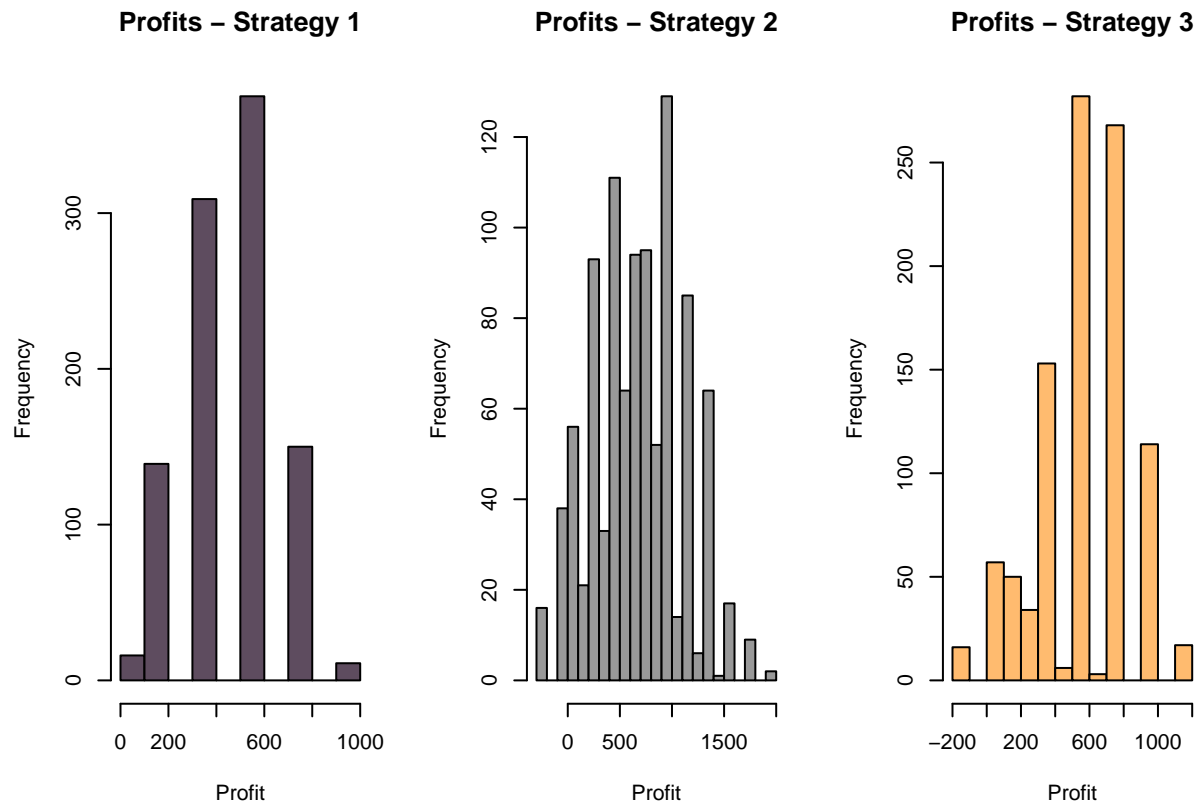 Profits – Strategy 1
Frequency
300
200
100
0
0 200 600 1000
Profit
Profits – Strategy 2
Frequency
120
100
80
60
40
20
0
0 500 1500
Profit
Profits – Strategy 3
Frequency
250
200
150
100
50
0
−200 200 600 1000
Profit